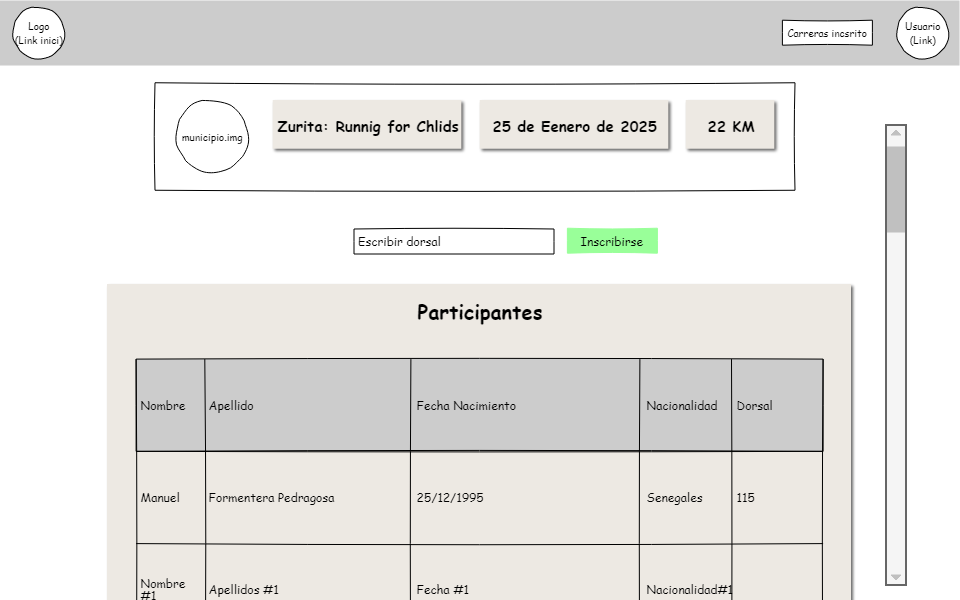 Logo
(Link inici)
Carreras incsrito
Usuario
(Link)
municipio.img
Zurita: Runnig for Chlids
25 de Eenero de 2025
22 KM
Escribir dorsal
Inscribirse
Participantes
Nombre Apellido Fecha Nacimiento Nacionalidad Dorsal
Manuel Formentera Pedragosa 25/12/1995 Senegales 115
Nombre #1 Apellidos #1 Fecha #1 Nacionalidad#1